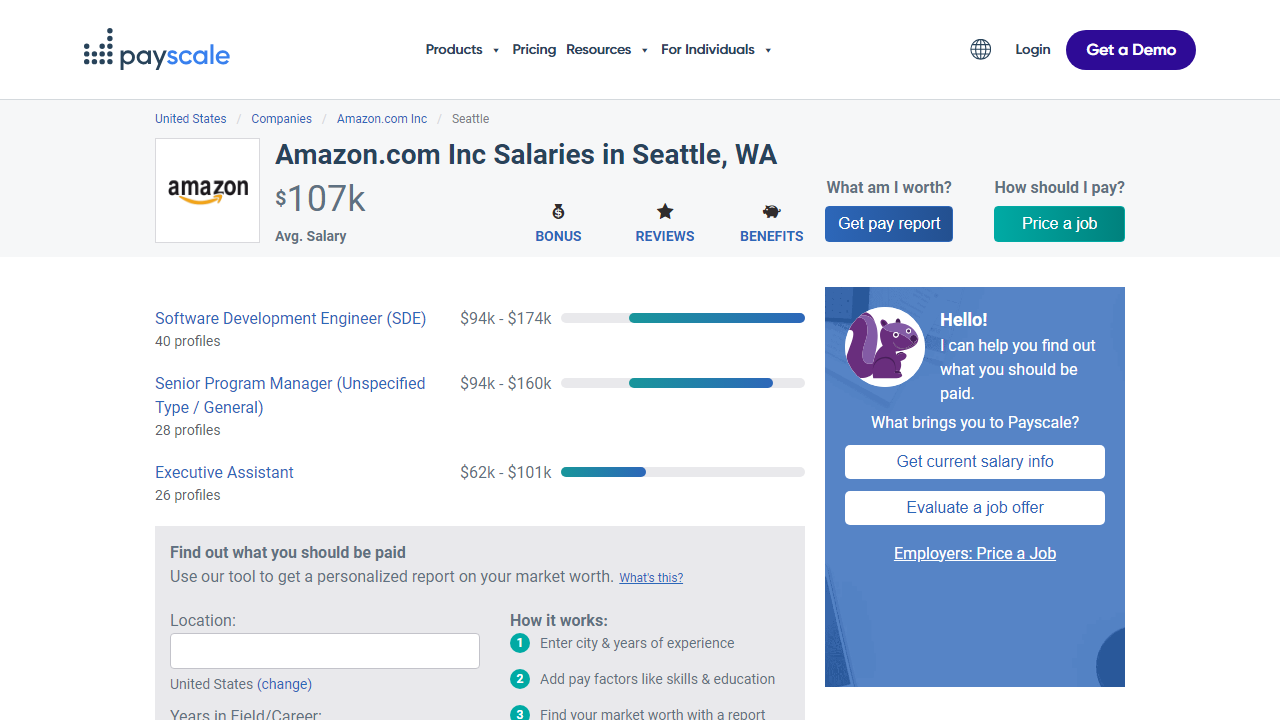 payscale
Products
Pricing
Resources
For Individuals
Login
Get a Demo
United States / Companies / Amazon.com Inc / Seattle
amazon
Amazon.com Inc Salaries in Seattle, WA
$107k
Avg. Salary
BONUS
REVIEWS
BENEFITS
What am I worth?
Get pay report
How should I pay?
Price a job
Software Development Engineer (SDE)
40 profiles
$94k - $174k
Senior Program Manager (Unspecified
Type / General)
28 profiles
$94k - $160k
Executive Assistant
26 profiles
$62k - $101k
Hello!
I can help you find out
what you should be
paid.
What brings you to Payscale?
Get current salary info
Evaluate a job offer
Employers: Price a Job
Find out what you should be paid
Use our tool to get a personalized report on your market worth. What's this?
Location:
United States (change)
Years in Field/Career:
How it works:
1 Enter city & years of experience
2 Add pay factors like skills & education
3 Find your market worth with a report